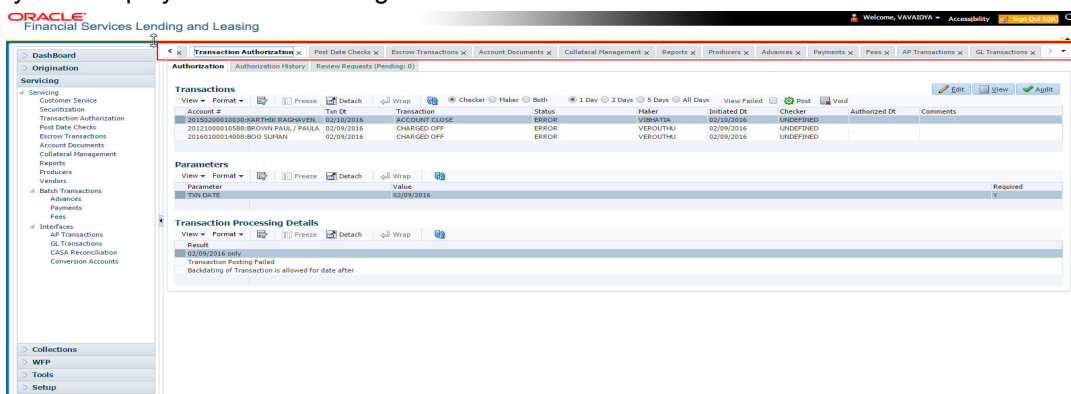 ORACLE
Financial Services Lending and Leasing
Welcome, VAVAIDYA Accessibility Sign Out [QA]
DashBoard
Origination
Servicing
Servicing
Customer Service
Securitization
Transaction Authorization
Post Date Checks
Escrow Transactions
Account Documents
Collateral Management
Reports
Producers
Vendors
Batch Transactions
Advances
Payments
Fees
Interfaces
AP Transactions
GL Transactions
CASA Reconciliation
Conversion Accounts
Collections
WFP
Tools
Setup
Transaction Authorization x Post Date Checks x Escrow Transactions x Account Documents x Collateral Management x Reports x Producers x Advances x Payments x Fees x AP Transactions x GL Transactions x
Authorization Authorization History Review Requests (Pending: 0)
Transactions
Edit View Audit
View Format Freeze Detach Wrap Checker Maker Both 1 Day 2 Days 5 Days All Days View Failed Post Void
Account # Txn Dt Transaction Status Maker Initiated Dt Checker Authorized Dt Comments
20150200010030:KARTHIK RAGHAVEN... 02/10/2016 ACCOUNT CLOSE ERROR VIBHATIA 02/10/2016 UNDEFINED
20121000010588:BROWN PAUL / PAULA 02/09/2016 CHARGED OFF ERROR VEROUTHU 02/09/2016 UNDEFINED
20160100014008:BOO SUMAN 02/09/2016 CHARGED OFF ERROR VEROUTHU 02/09/2016 UNDEFINED
Parameters
View Format Freeze Detach Wrap
Parameter Value Required
TXN DATE 02/09/2016 Y
Transaction Processing Details
View Format Freeze Detach Wrap
Result
02/09/2016 only
Transaction Posting Failed
Backdating of Transaction is allowed for date after